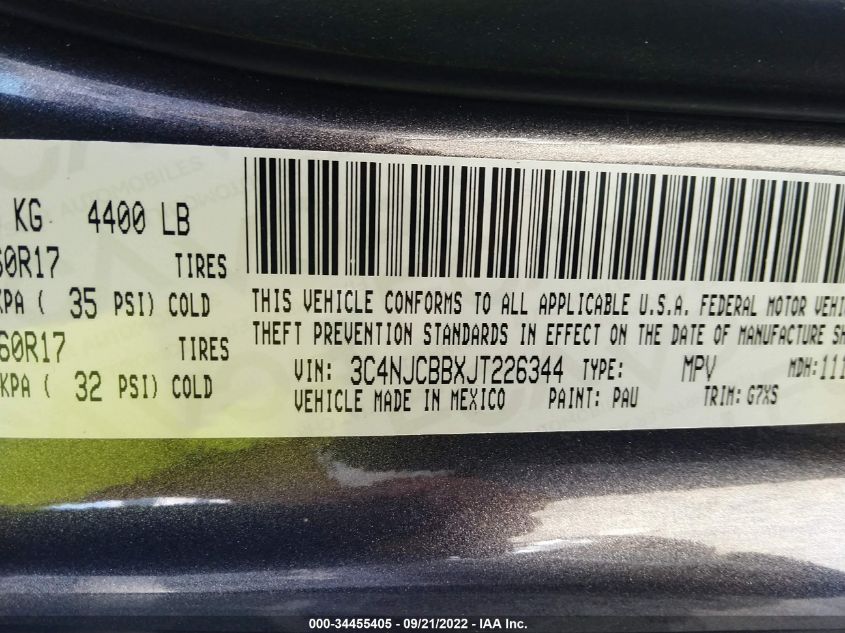 KG 4400 LB
60R17 TIRES
KPA ( 35 PSI) COLD
60R17 TIRES
KPA ( 32 PSI) COLD
THIS VEHICLE CONFORMS TO ALL APPLICABLE U.S.A. FEDERAL MOTOR VEHI
THEFT PREVENTION STANDARDS IN EFFECT ON THE DATE OF MANUFACTURE SH
VIN: 3C4NJCBBXJT226344 TYPE: MPV MDH:111
VEHICLE MADE IN MEXICO PAINT: PAU TRIM: G7XS
000-34455405 - 09/21/2022 - IAA Inc.